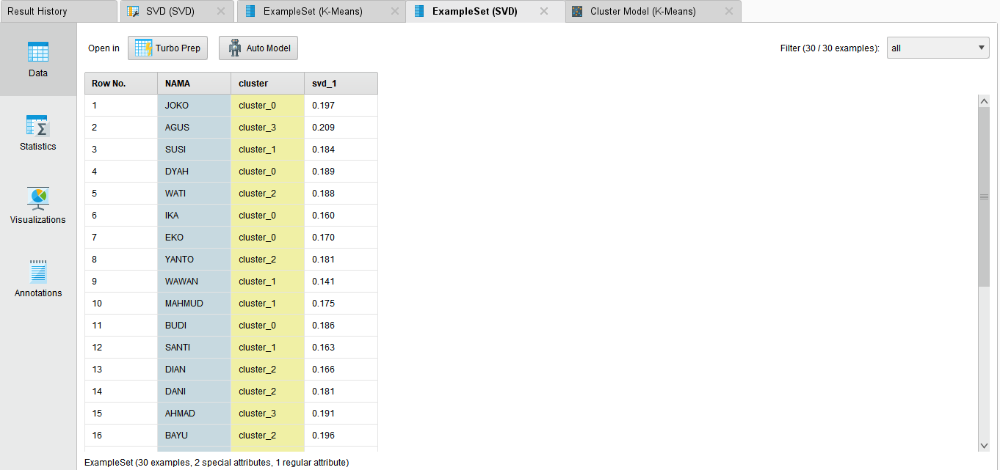 Result History SVD (SVD) ExampleSet (K-Means) ExampleSet (SVD) Cluster Model (K-Means)
Data
Statistics
Visualizations
Annotations
Open in Turbo Prep Auto Model Filter (30 / 30 examples): all
Row No. NAMA cluster svd_1
1 JOKO cluster_0 0.197
2 AGUS cluster_3 0.209
3 SUSI cluster_1 0.184
4 DYAH cluster_0 0.189
5 WATI cluster_2 0.188
6 IKA cluster_0 0.160
7 EKO cluster_0 0.170
8 YANTO cluster_2 0.181
9 WAWAN cluster_1 0.141
10 MAHMUD cluster_1 0.175
11 BUDI cluster_0 0.186
12 SANTI cluster_1 0.163
13 DIAN cluster_2 0.166
14 DANI cluster_2 0.181
15 AHMAD cluster_3 0.191
16 BAYU cluster_2 0.196
ExampleSet (30 examples, 2 special attributes, 1 regular attribute)